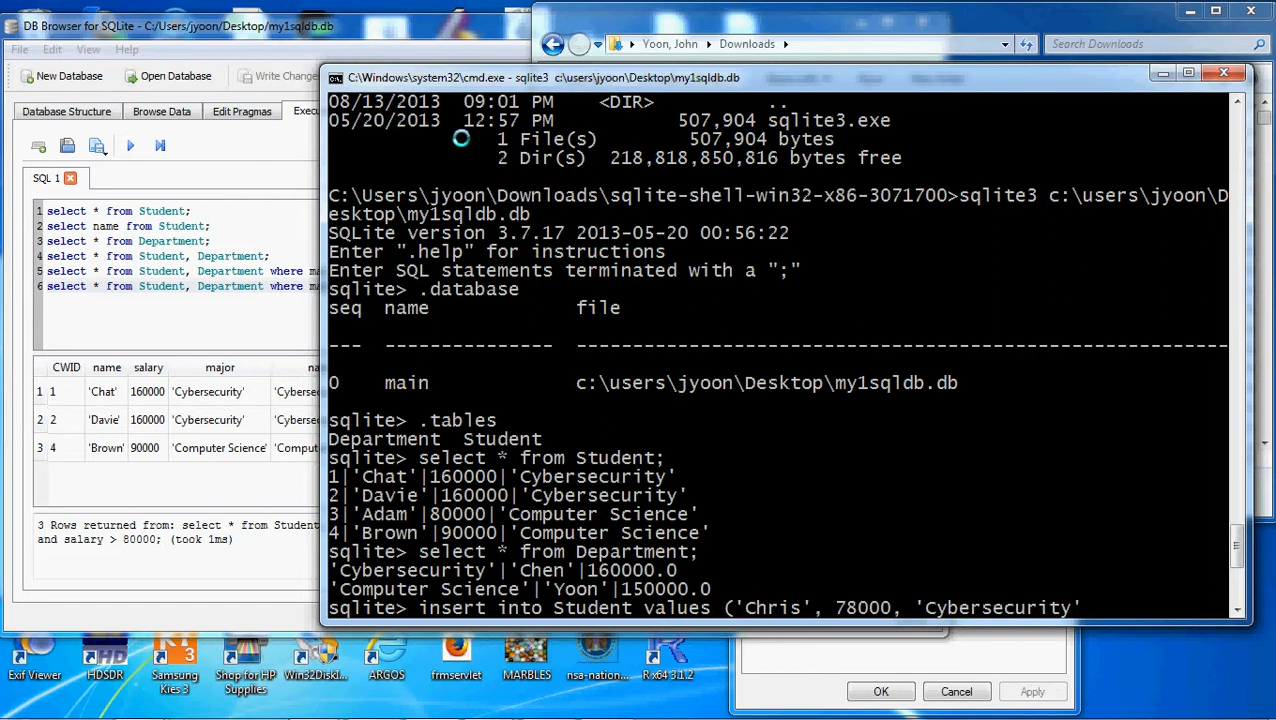 DB Browser for SQLite - C:/Users/jyoon/Desktop/my1sqldb.db
File Edit View Help
New Database Open Database Write Changes
Database Structure Browse Data Edit Pragmas Exec
SQL 1
1 select * from Student;
2 select name from Student;
3 select * from Department;
4 select * from Student, Department;
5 select * from Student, Department where ma
6 select * from Student, Department where ma
CWID name salary major na
1 1 'Chat' 160000 'Cybersecurity' 'Cybersecurity
2 2 'Davie' 160000 'Cybersecurity' 'Cybersecurity
3 4 'Brown' 90000 'Computer Science' 'Computer S
3 Rows returned from: select * from Student
and salary > 80000; (took 1ms)
Yoon, John Downloads
Search Downloads
C:\Windows\system32\cmd.exe - sqlite3 c:\users\jyoon\Desktop\my1sqldb.db
08/13/2013 09:01 PM <DIR> ..
05/20/2013 12:57 PM 507,904 sqlite3.exe
1 File(s) 507,904 bytes
2 Dir(s) 218,818,850,816 bytes free
C:\Users\jyoon\Downloads\sqlite-shell-win32-x86-3071700>sqlite3 c:\users\jyoon\D
esktop\my1sqldb.db
SQLite version 3.7.17 2013-05-20 00:56:22
Enter ".help" for instructions
Enter SQL statements terminated with a ";"
sqlite> .database
seq name file
--- --------------- ----------------------------------------------------------
0 main c:\users\jyoon\Desktop\my1sqldb.db
sqlite> .tables
Department Student
sqlite> select * from Student;
1|'Chat'|160000|'Cybersecurity'
2|'Davie'|160000|'Cybersecurity'
3|'Adam'|80000|'Computer Science'
4|'Brown'|90000|'Computer Science'
sqlite> select * from Department;
'Cybersecurity'|'Chen'|160000.0
'Computer Science'|'Yoon'|150000.0
sqlite> insert into Student values ('Chris', 78000, 'Cybersecurity'
Exif Viewer
HDSDR
Samsung
Kies 3
Shop for HP
Supplies
Win32DiskI...
ARGOS
frmservlet
MARBLES
nsa-nation...
R x64 3.1.2
OK Cancel Apply